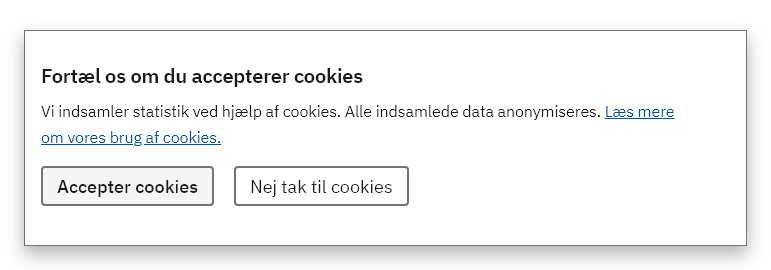 Fortæl os om du accepterer cookies
Vi indsamler statistik ved hjælp af cookies. Alle indsamlede data anonymiseres. Læs mere
om vores brug af cookies.
Accepter cookies
Nej tak til cookies